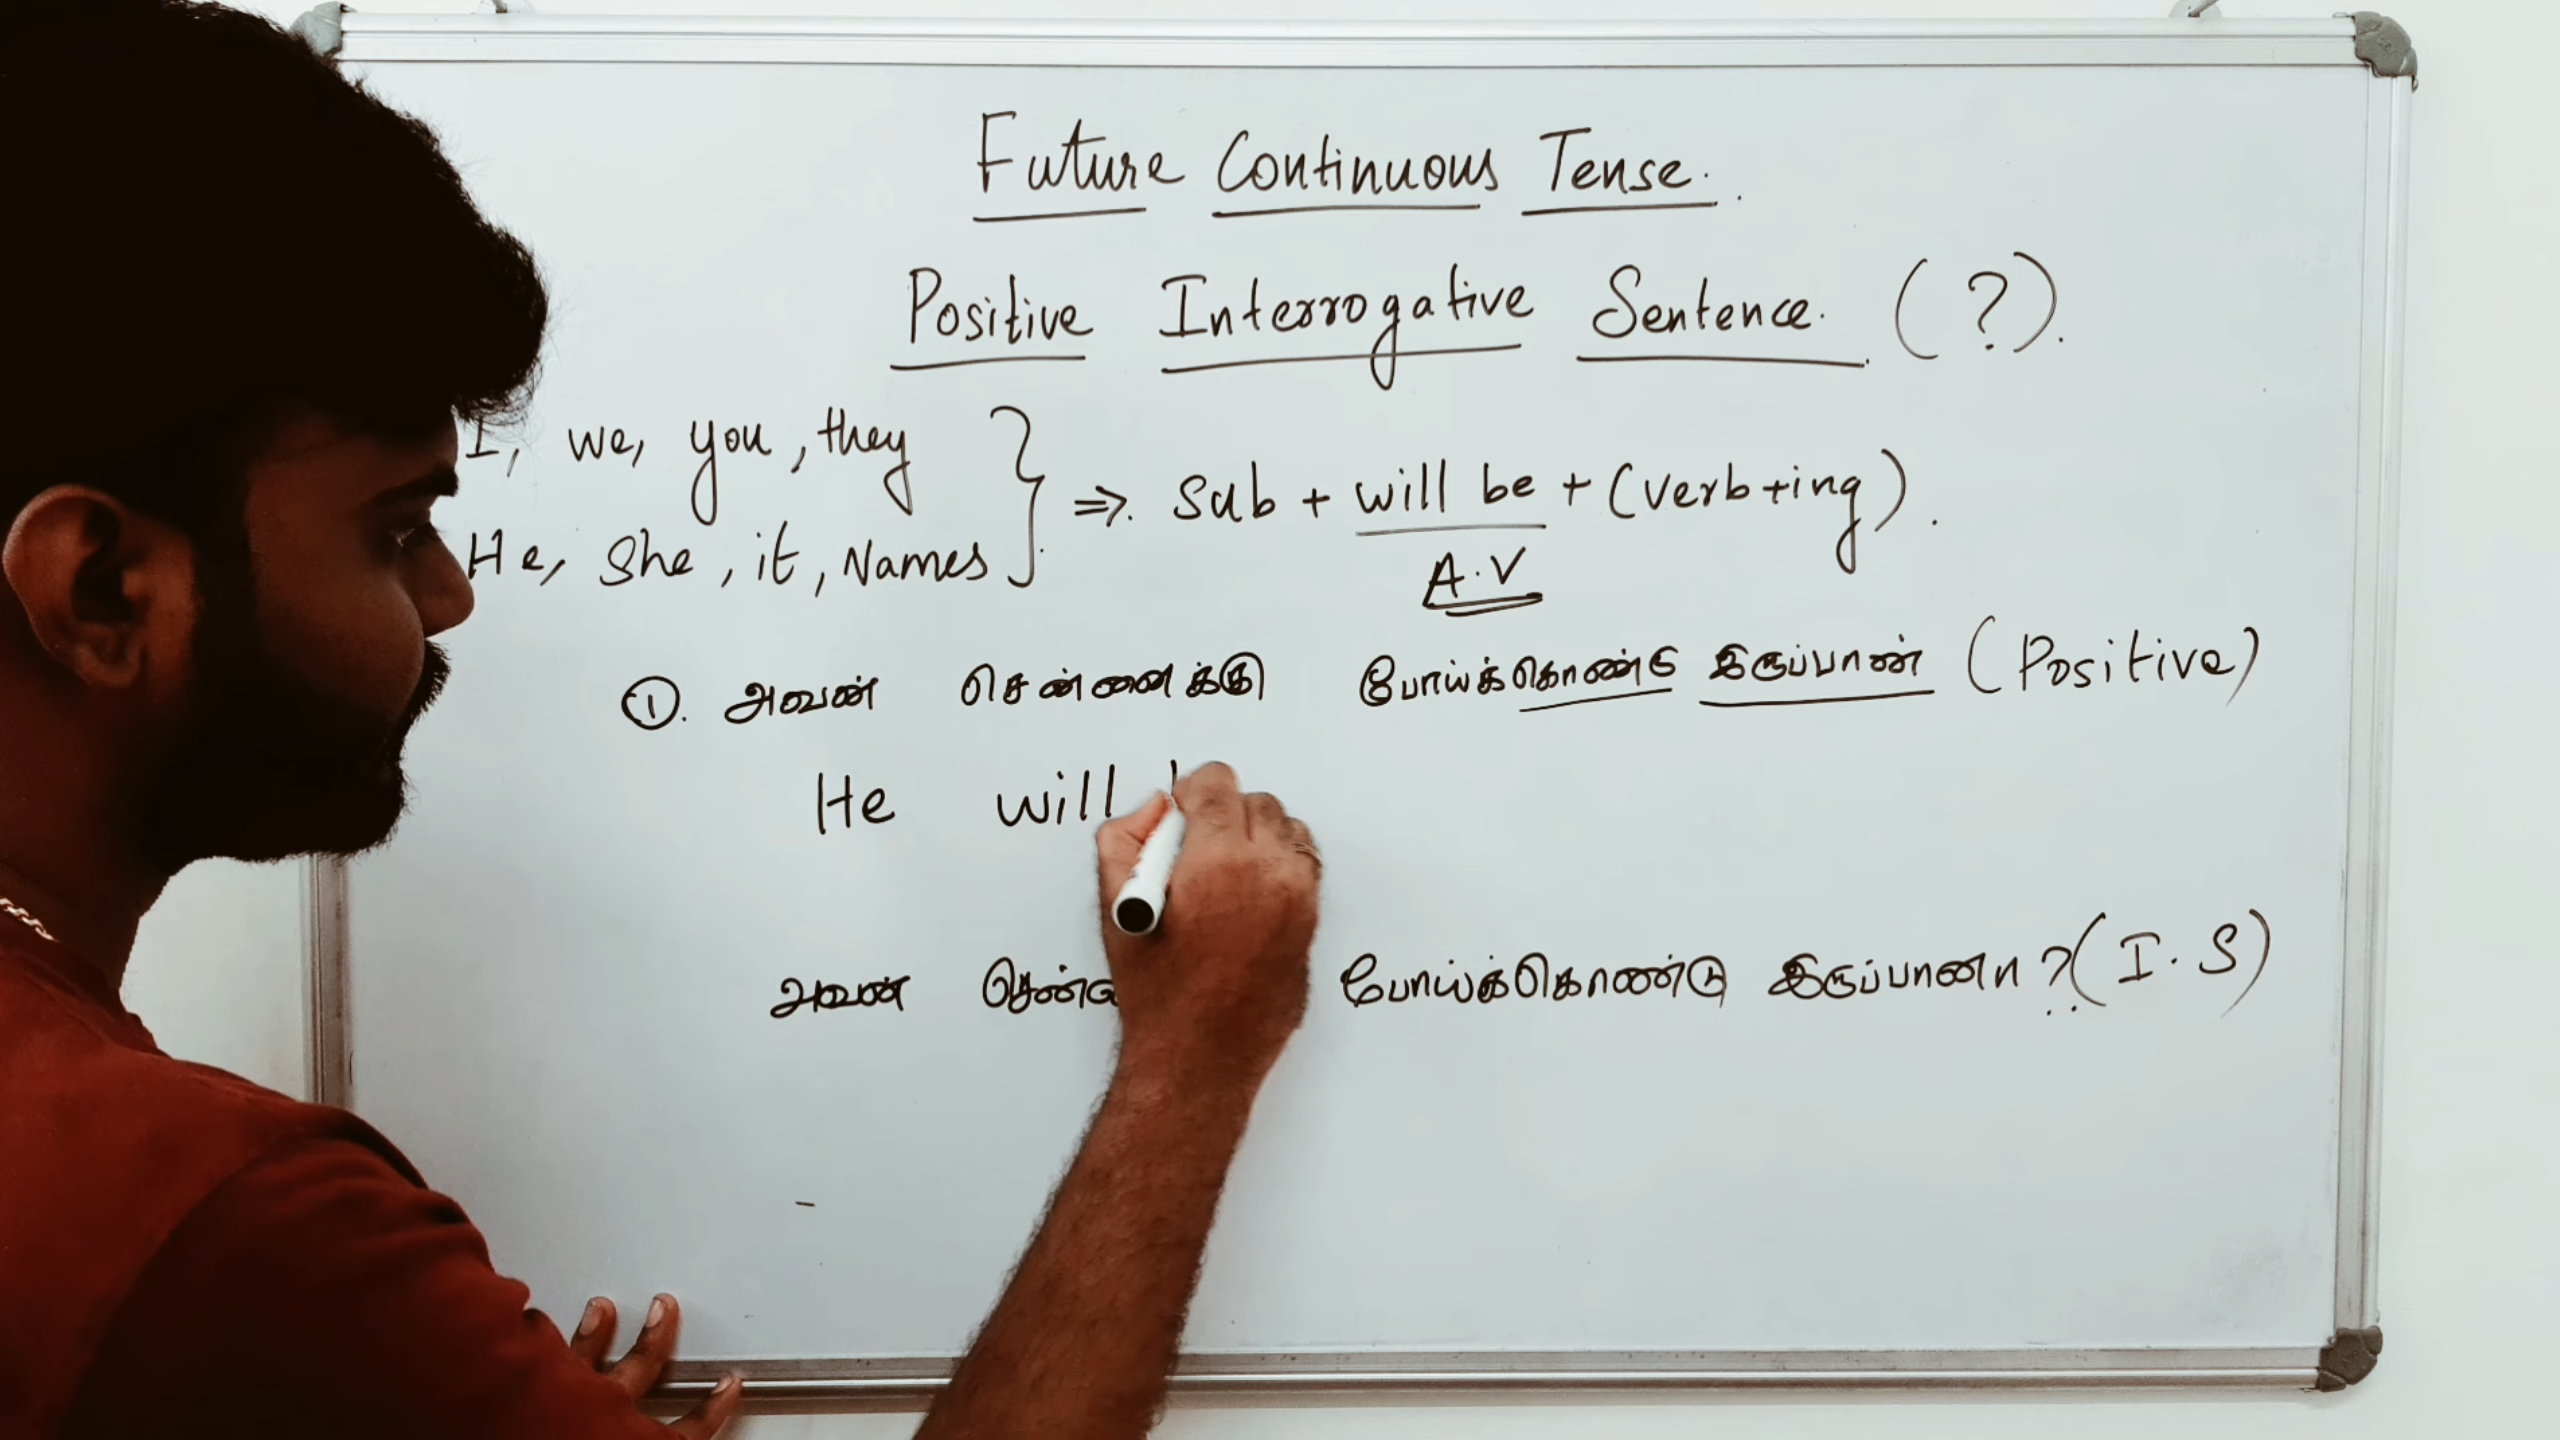 Future Continuous Tense.
Positive Interrogative Sentence. (?).
I, we, you, they
He, She, it, Names } ⇒ Sub + will be + (verb+ing).
A.V
①. அவன் சென்னைக்கு போய்க்கொண்டு இருப்பான் (Positive)
He will
அவன் போய்க்கொண்டு இருப்பானா? (I.S)